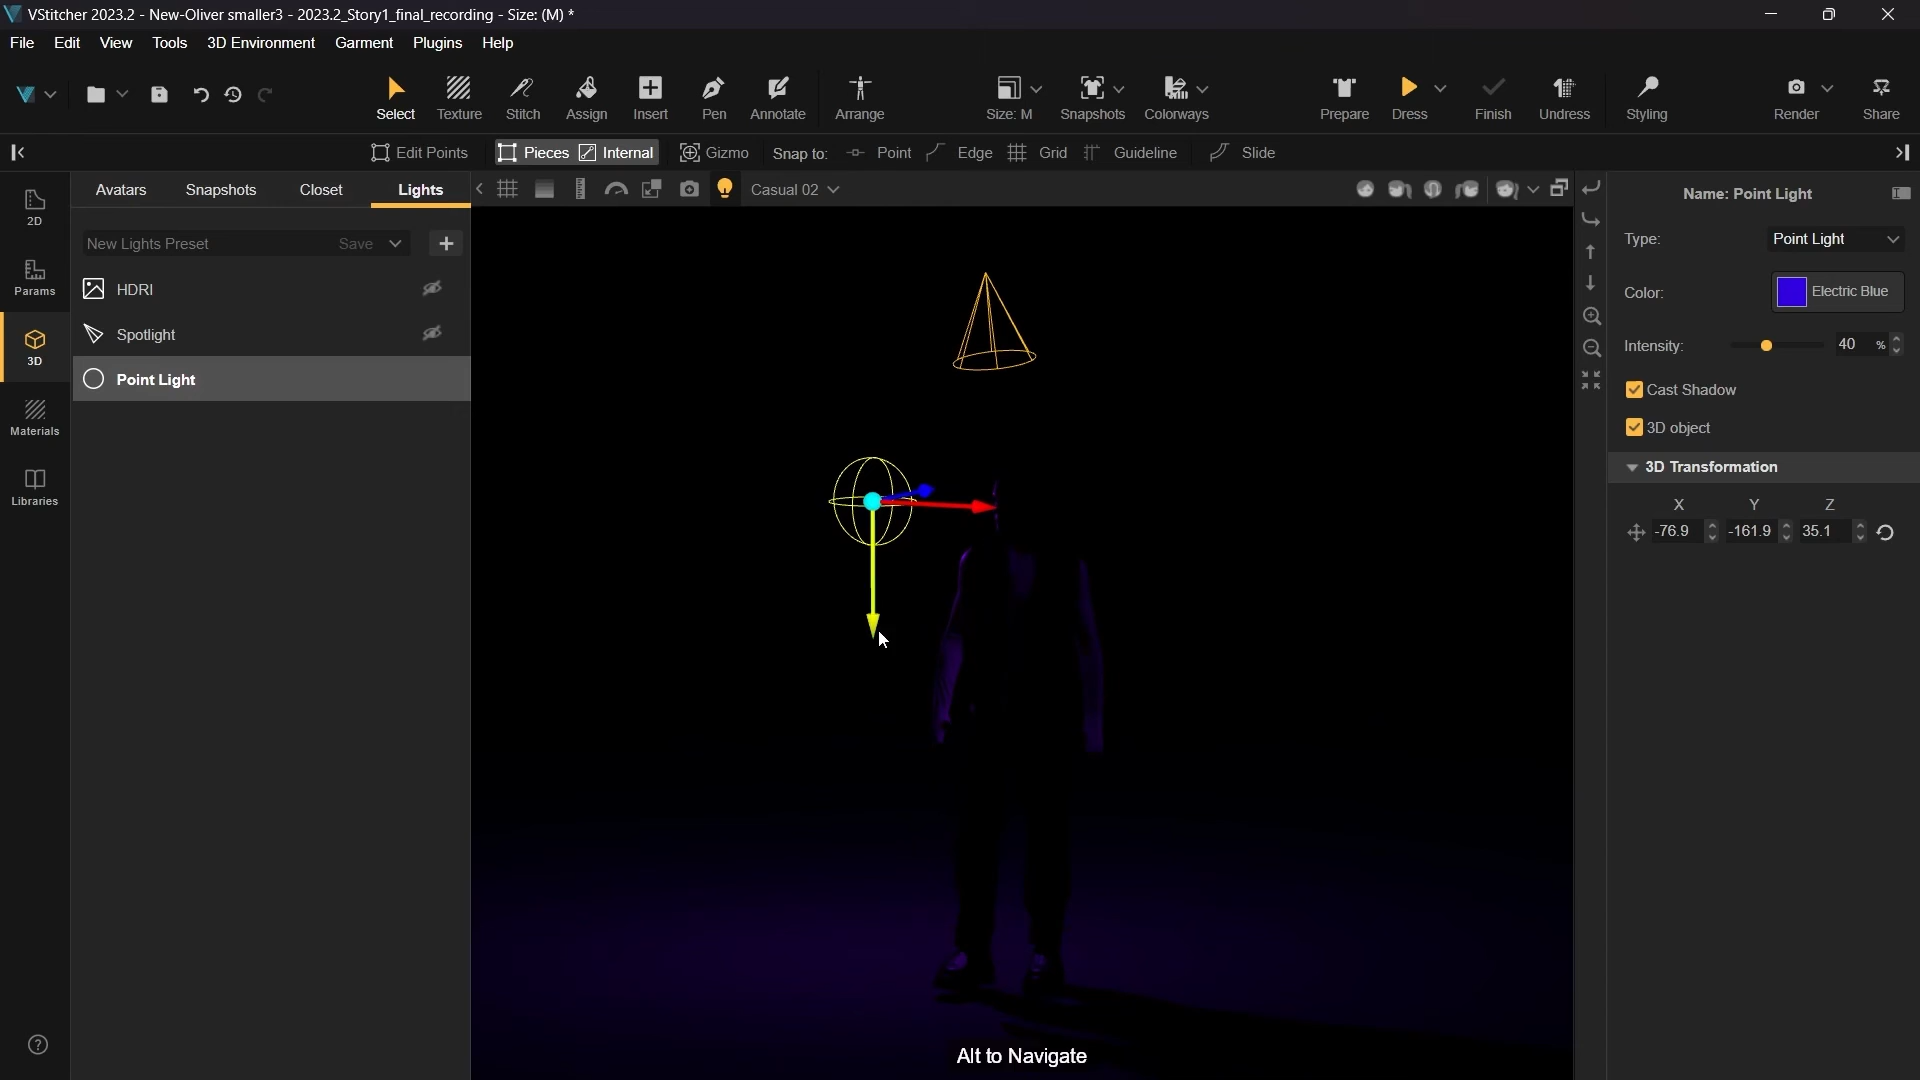 VStitcher 2023.2 - New-Oliver smaller3 - 2023.2_Story1_final_recording - Size: (M) *
File Edit View Tools 3D Environment Garment Plugins Help
Select Texture Stitch Assign Insert Pen Annotate Arrange Size: M Snapshots Colorways Prepare Dress Finish Undress Styling Render Share
Edit Points Pieces Internal Gizmo Snap to: Point Edge Grid Guideline Slide
Avatars Snapshots Closet Lights
Casual 02
Name: Point Light
2D
New Lights Preset Save
Type: Point Light
Params
HDRI
Color: Electric Blue
Spotlight
Intensity: 40 %
3D
Point Light
Cast Shadow
Materials
3D object
3D Transformation
Libraries
X Y Z
-76.9 -161.9 35.1
Alt to Navigate